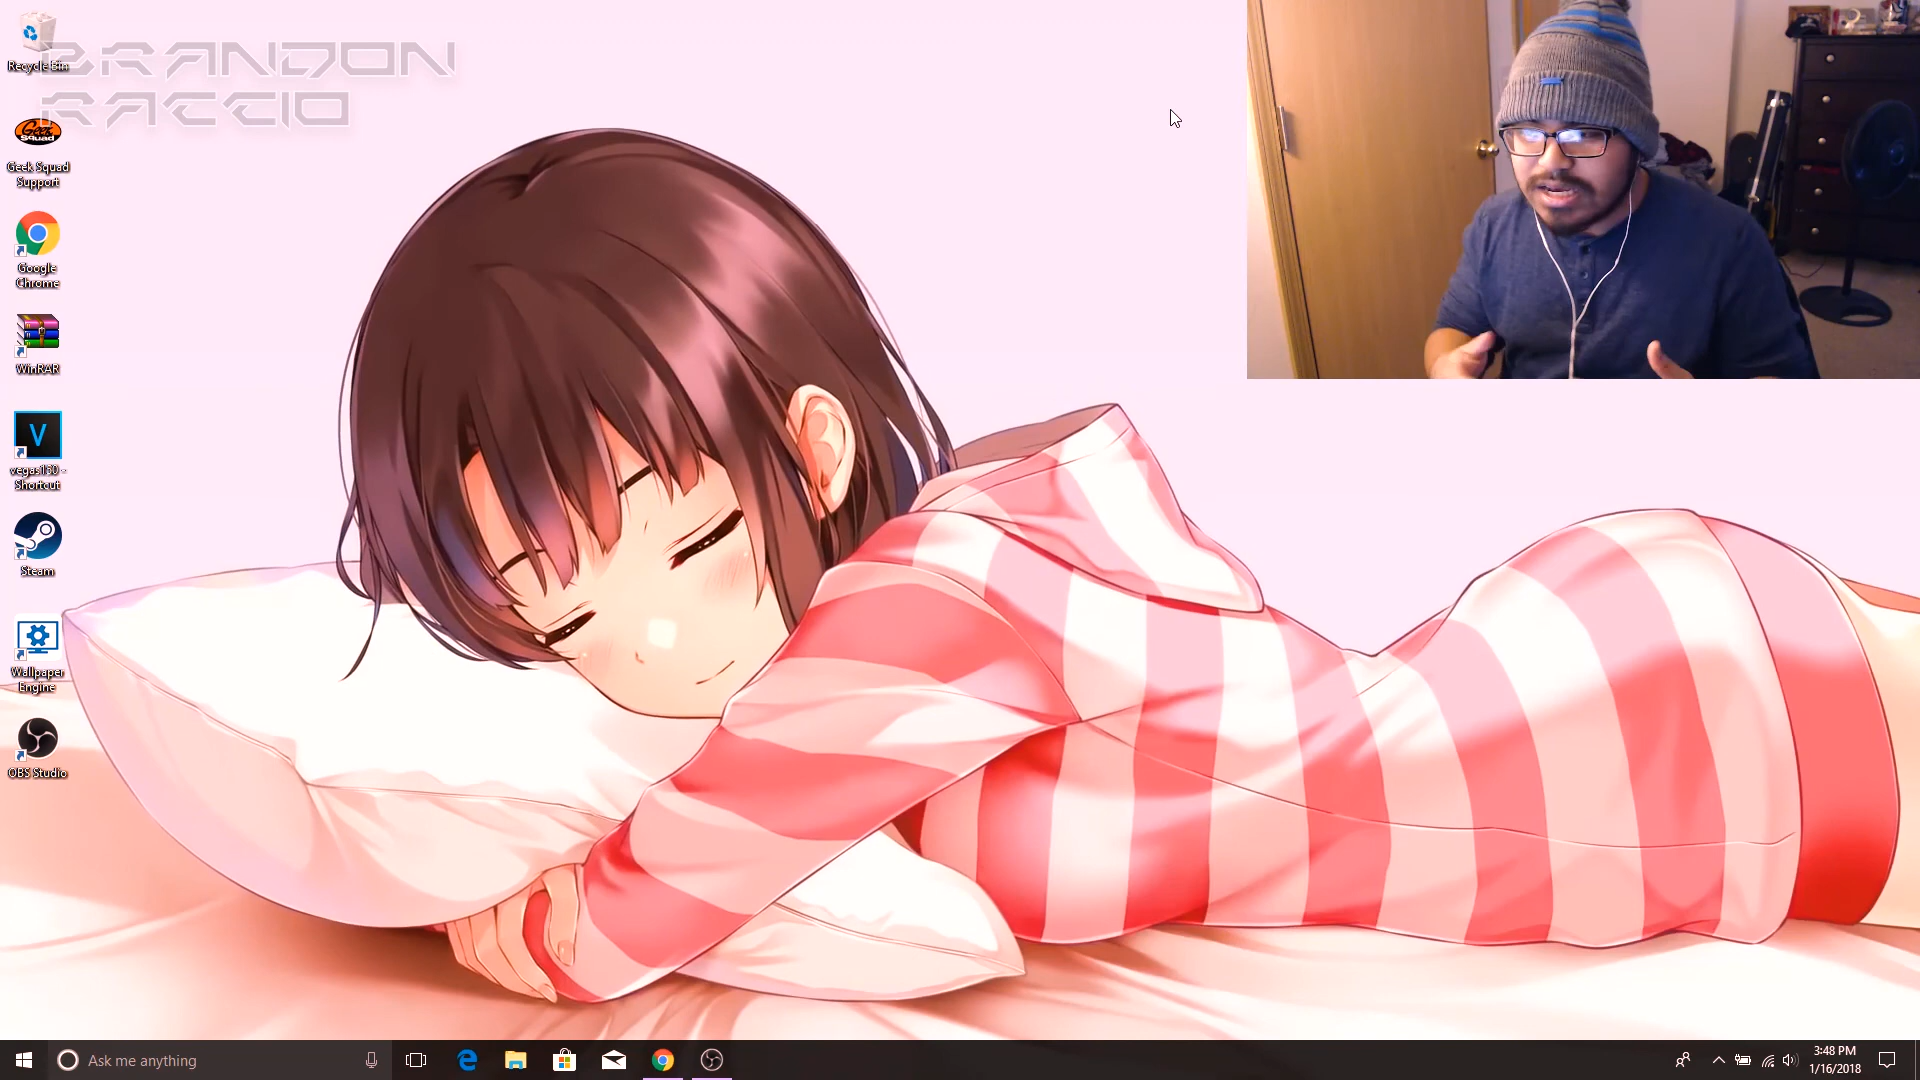 BRANDON
RACCIO
Recycle Bin
Geek Squad
Geek Squad
Support
Google
Chrome
WinRAR
V
vegas130 -
Shortcut
Steam
Wallpaper
Engine
OBS Studio
Ask me anything
3:48 PM
1/16/2018